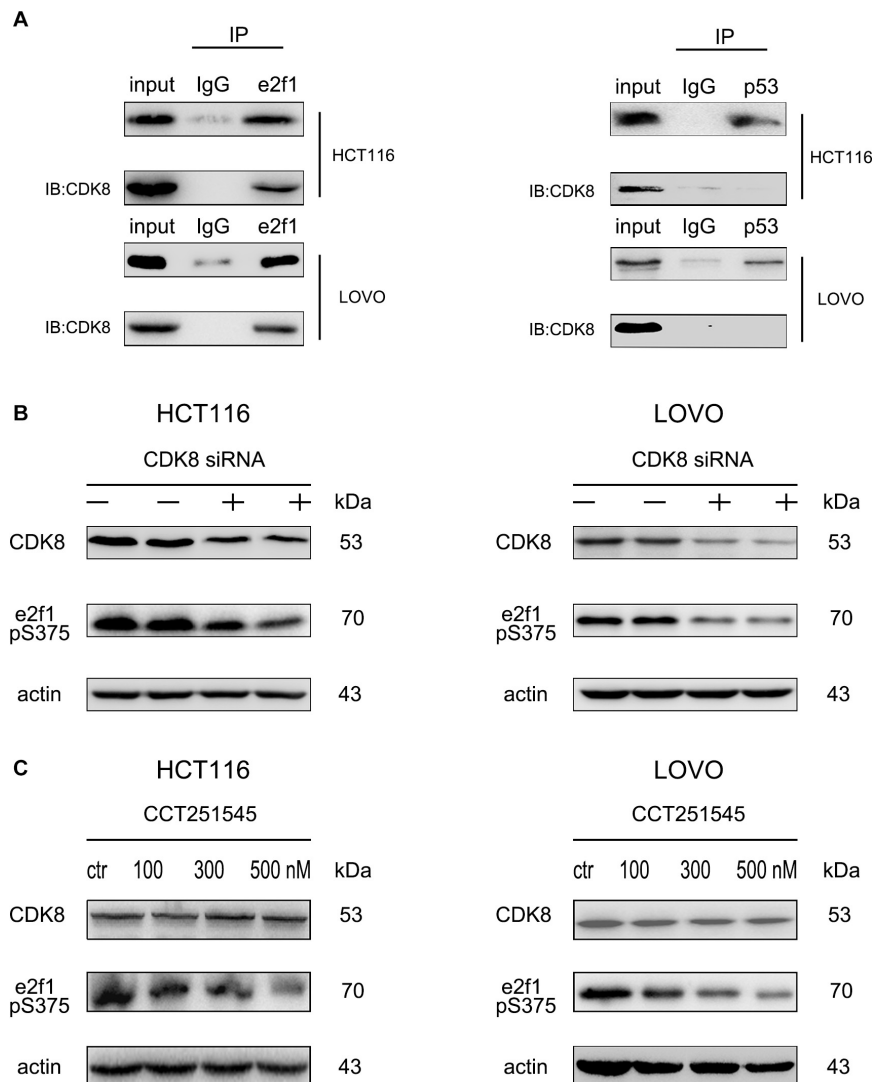 A
IP
IP
input IgG e2f1
input IgG p53
HCT116
HCT116
IB:CDK8
IB:CDK8
input IgG e2f1
input IgG p53
LOVO
LOVO
IB:CDK8
IB:CDK8
B
HCT116
LOVO
CDK8 siRNA
CDK8 siRNA
— — + + kDa
— — + + kDa
CDK8 53
CDK8 53
e2f1
pS375 70
e2f1
pS375 70
actin 43
actin 43
C
HCT116
LOVO
CCT251545
CCT251545
ctr 100 300 500 nM kDa
ctr 100 300 500 nM kDa
CDK8 53
CDK8 53
e2f1
pS375 70
e2f1
pS375 70
actin 43
actin 43